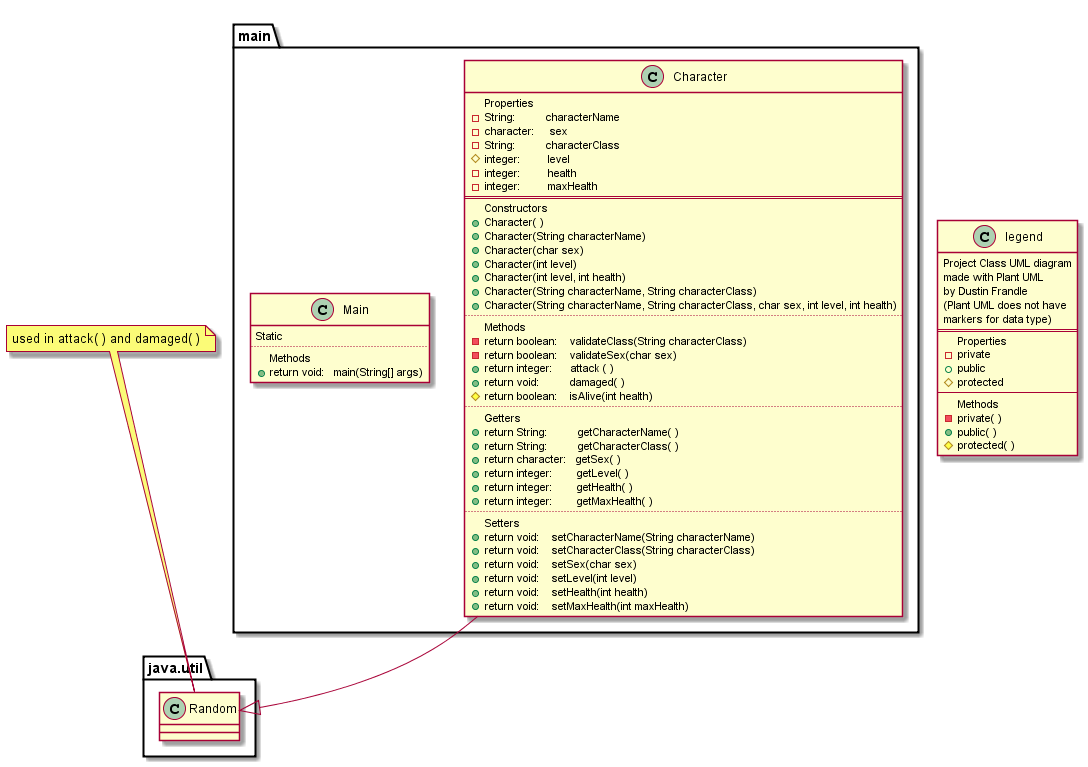 main
C Character
Properties
String: characterName
character: sex
String: characterClass
integer: level
integer: health
integer: maxHealth
Constructors
Character( )
Character(String characterName)
Character(char sex)
Character(int level)
Character(int level, int health)
Character(String characterName, String characterClass)
Character(String characterName, String characterClass, char sex, int level, int health)
Methods
return boolean: validateClass(String characterClass)
return boolean: validateSex(char sex)
return integer: attack ( )
return void: damaged( )
return boolean: isAlive(int health)
Getters
return String: getCharacterName( )
return String: getCharacterClass( )
return character: getSex( )
return integer: getLevel( )
return integer: getHealth( )
return integer: getMaxHealth( )
Setters
return void: setCharacterName(String characterName)
return void: setCharacterClass(String characterClass)
return void: setSex(char sex)
return void: setLevel(int level)
return void: setHealth(int health)
return void: setMaxHealth(int maxHealth)
C Main
Static
Methods
return void: main(String[] args)
C legend
Project Class UML diagram
made with Plant UML
by Dustin Frandle
(Plant UML does not have
markers for data type)
Properties
private
public
protected
Methods
private( )
public( )
protected( )
used in attack( ) and damaged( )
java.util
C Random